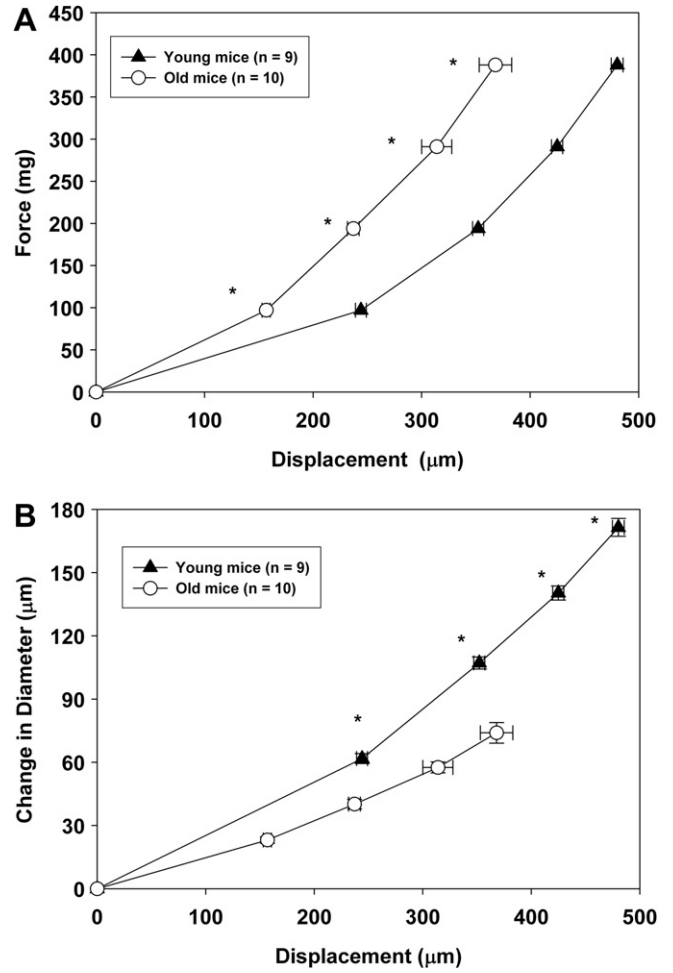 A
450
400
350
300
250
200
150
100
50
0
Force (mg)
Young mice (n = 9)
Old mice (n = 10)
*
*
*
*
0 100 200 300 400 500
Displacement (μm)
B
180
150
120
90
60
30
0
Change in Diameter (μm)
Young mice (n = 9)
Old mice (n = 10)
*
*
*
*
0 100 200 300 400 500
Displacement (μm)